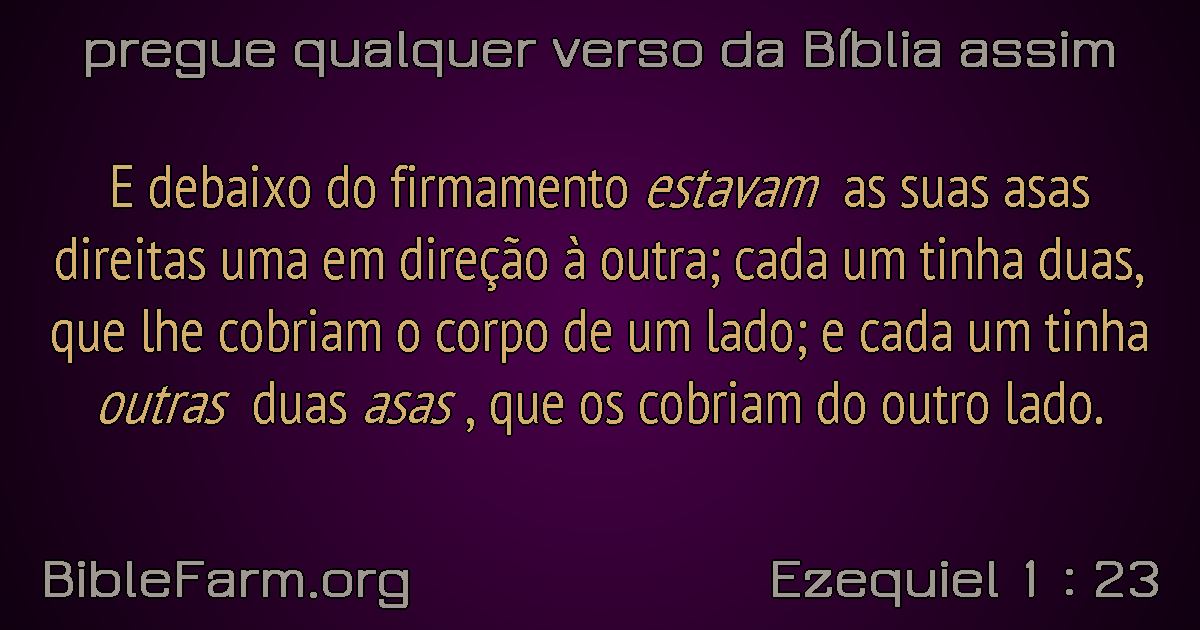 pregue qualquer verso da Bíblia assim
E debaixo do firmamento estavam as suas asas
direitas uma em direção à outra; cada um tinha duas,
que lhe cobriam o corpo de um lado; e cada um tinha
outras duas asas , que os cobriam do outro lado.
BibleFarm.org
Ezequiel 1 : 23